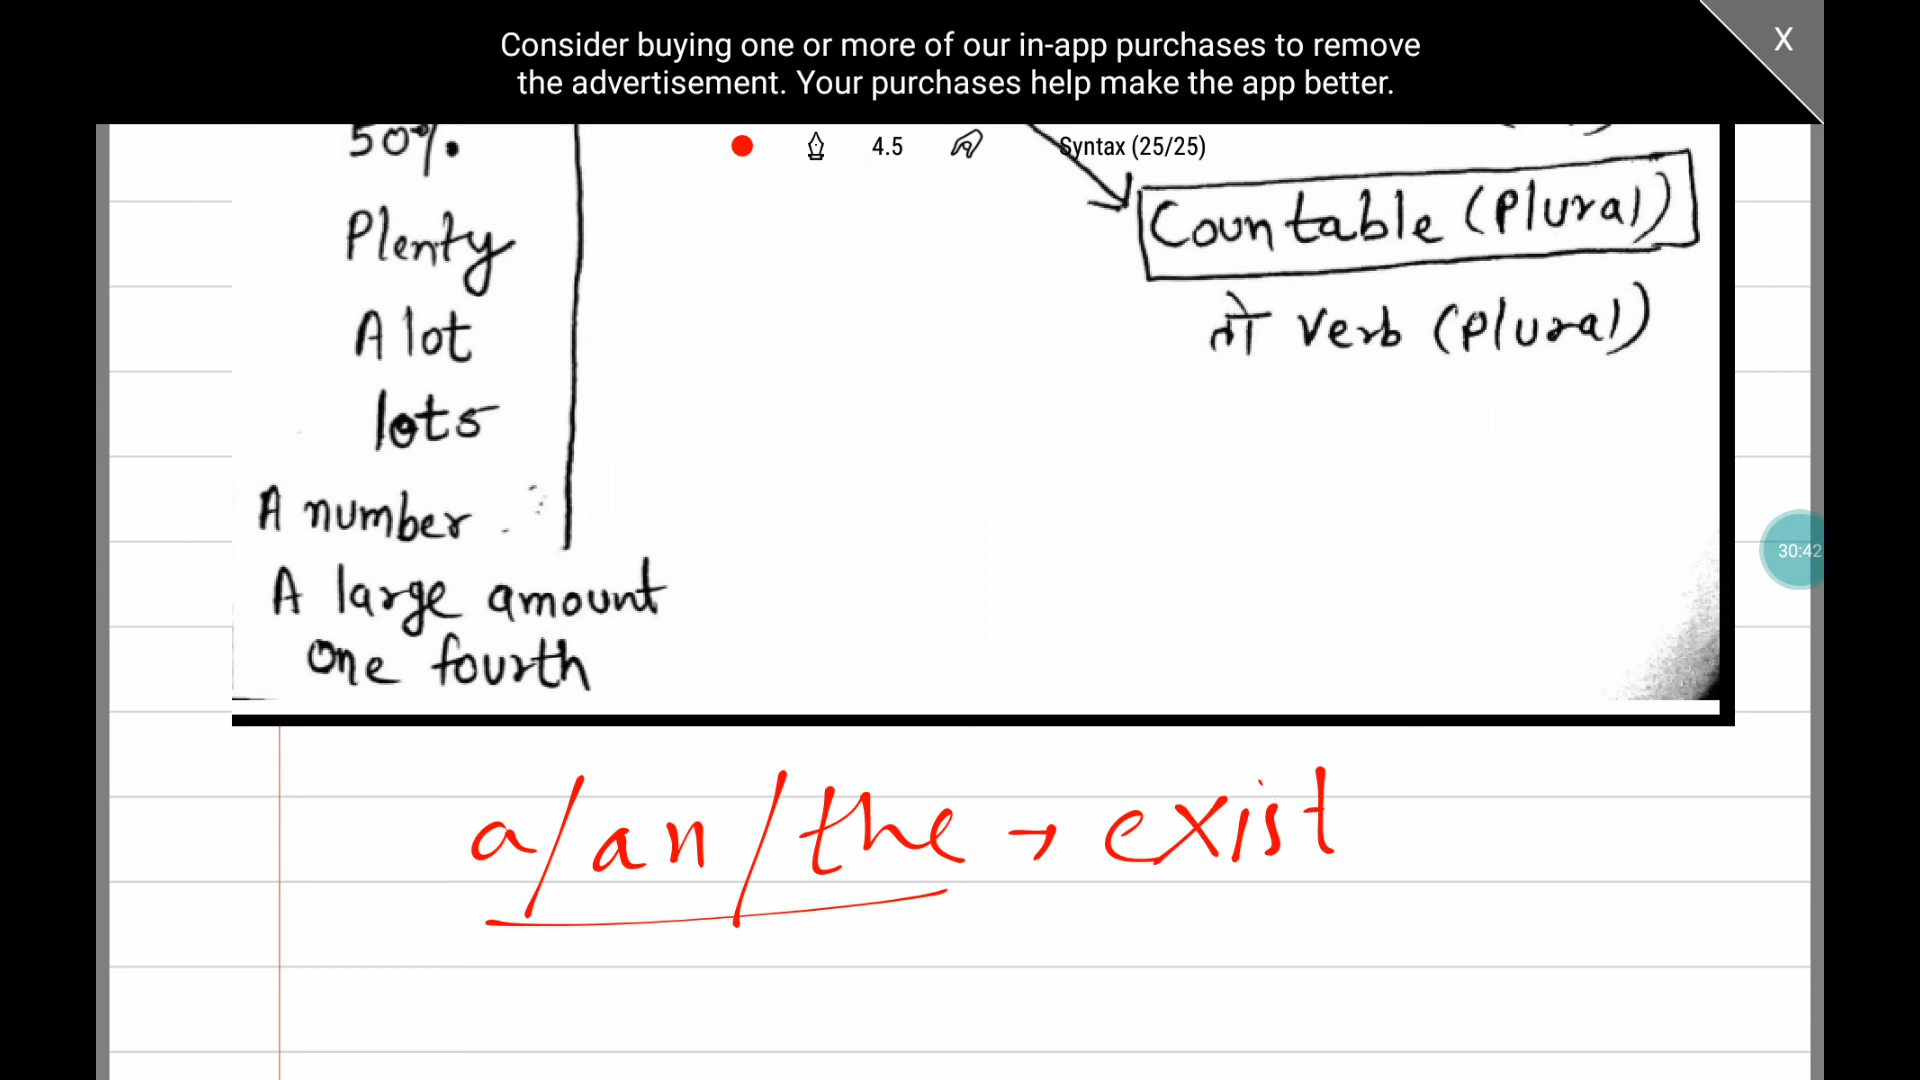 Consider buying one or more of our in-app purchases to remove
the advertisement. Your purchases help make the app better.
X
4.5
Syntax (25/25)
50%.
Plenty
A lot
lots
A number
A large amount
one fourth
Countable (Plural)
तो Verb (Plural)
30:42
a/an/the → exist